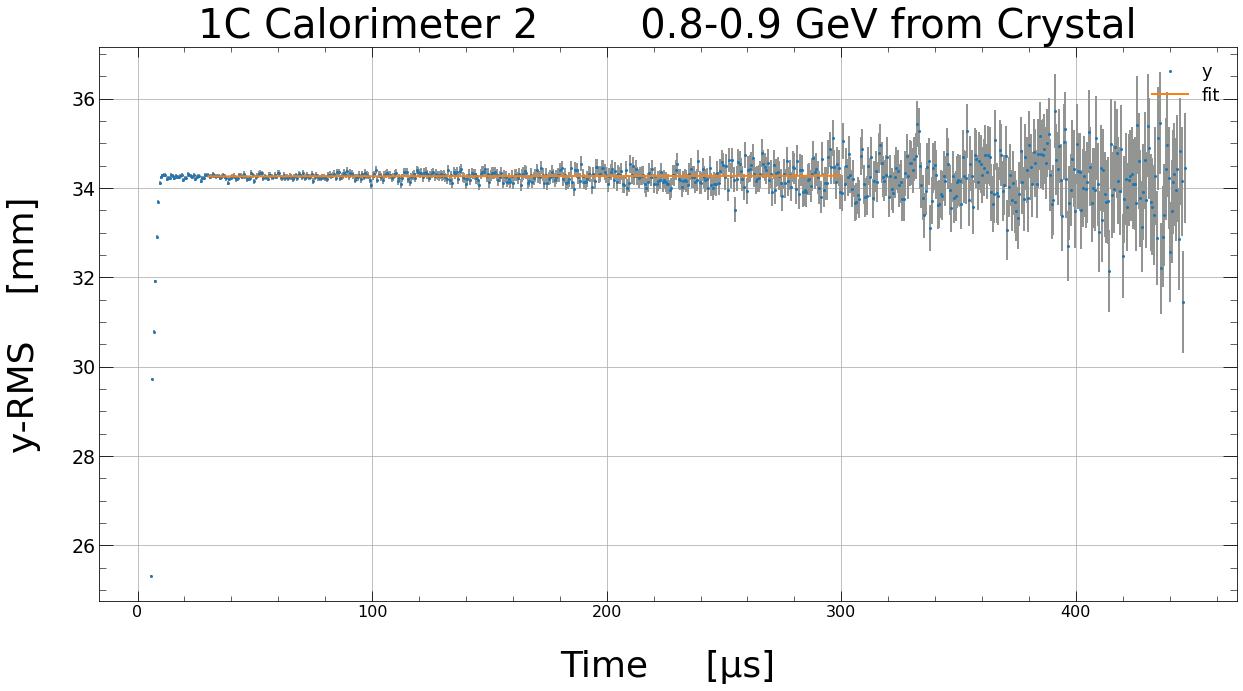 1C Calorimeter 2 0.8-0.9 GeV from Crystal
y
fit
36
34
32
30
28
26
y-RMS [mm]
0 100 200 300 400
Time [μs]